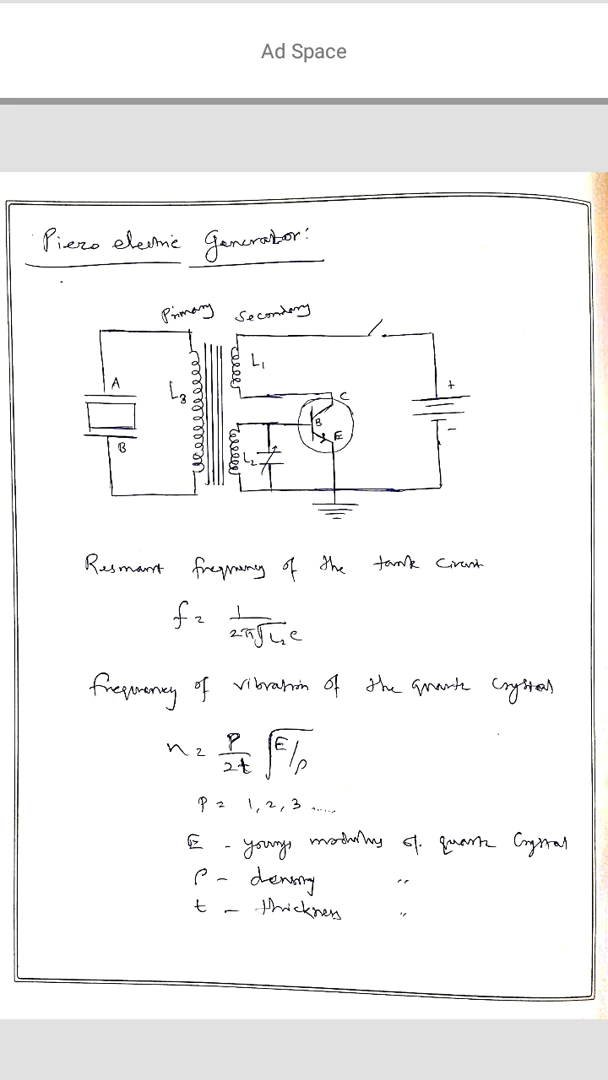 Ad Space
Piezo electric Generator:
Primary Secondary
A
L3
L1
C
+
B
L2
B
E
-
Resonant frequency of the tank circuit
f = 1/2π√L2C
frequency of vibration of the quartz crystal
n = P/2t √E/ρ
P = 1, 2, 3 .....
E - youngs modulus of quartz crystal
ρ - density "
t - thickness "